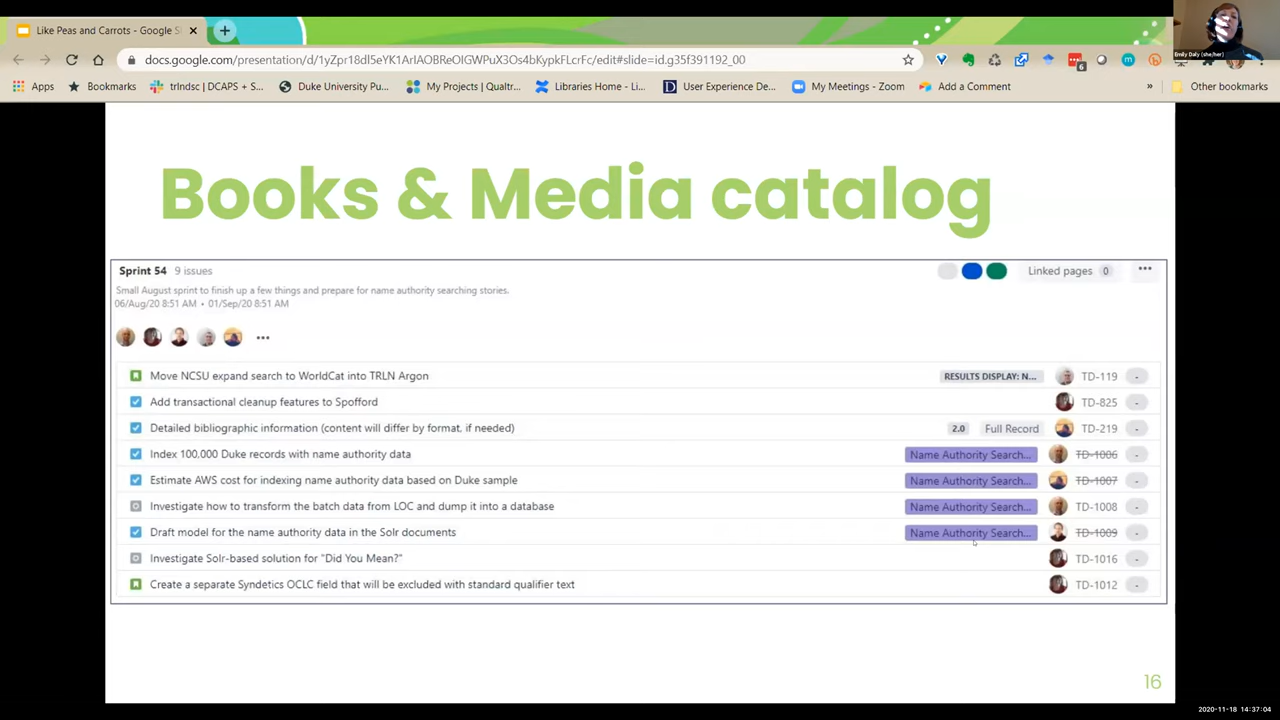 Like Peas and Carrots - Google S
Emily Daly (she/her)
Apps
Bookmarks
trlndsc | DCAPS + S...
Duke University Pu...
My Projects | Qualtr...
Libraries Home - Li...
User Experience De...
My Meetings - Zoom
Add a Comment
»
Other bookmarks
6
Books & Media catalog
Sprint 54 9 issues
Linked pages 0
Small August sprint to finish up a few things and prepare for name authority searching stories.
06/Aug/20 8:51 AM • 01/Sep/20 8:51 AM
Move NCSU expand search to WorldCat into TRLN Argon RESULTS DISPLAY: N... TD-119 -
Add transactional cleanup features to Spofford TD-825 -
Detailed bibliographic information (content will differ by format, if needed) 2.0 Full Record TD-219 -
Index 100,000 Duke records with name authority data Name Authority Search... TD-1006 -
Estimate AWS cost for indexing name authority data based on Duke sample Name Authority Search... TD-1007 -
Investigate how to transform the batch data from LOC and dump it into a database Name Authority Search... TD-1008 -
Draft model for the name authority data in the Solr documents Name Authority Search... TD-1009 -
Investigate Solr-based solution for "Did You Mean?" TD-1016 -
Create a separate Syndetics OCLC field that will be excluded with standard qualifier text TD-1012 -
16
2020-11-18 14:37:04